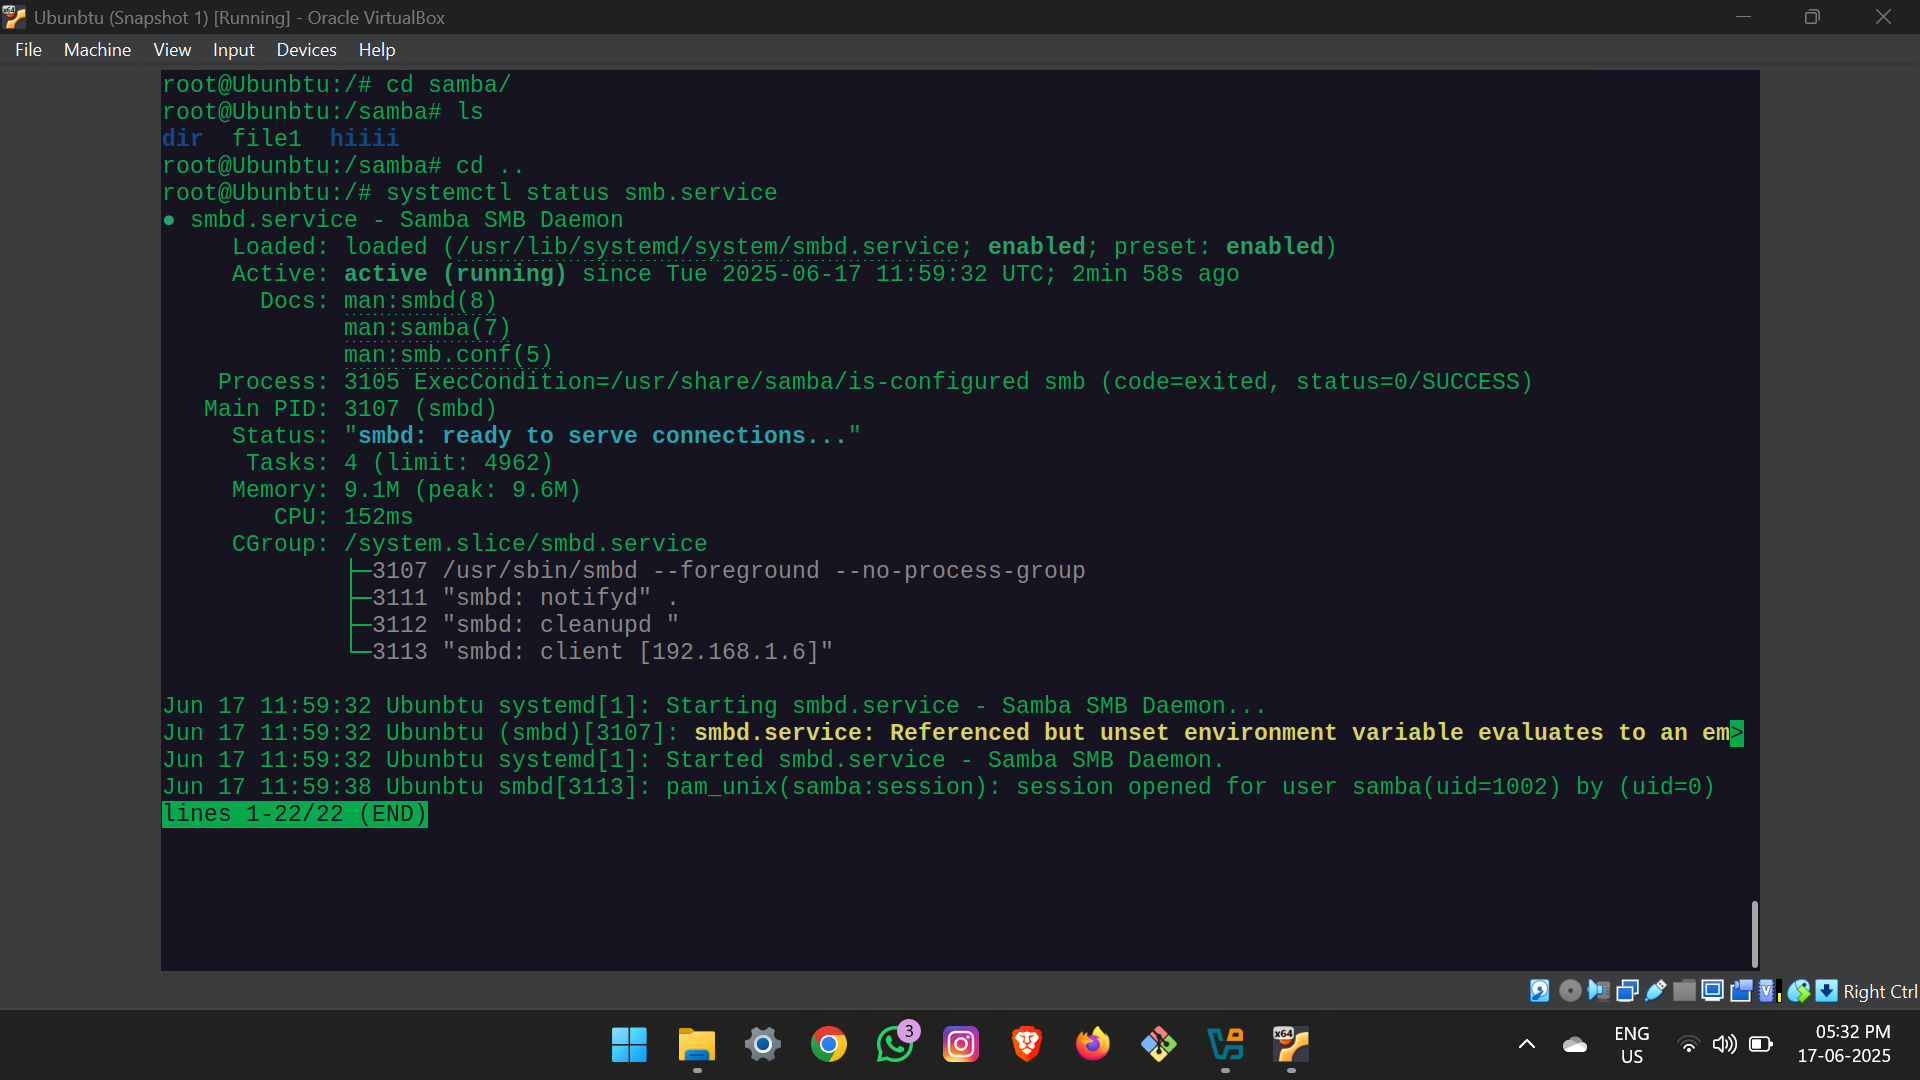 Ubunbtu (Snapshot 1) [Running] - Oracle VirtualBox
File Machine View Input Devices Help
root@Ubunbtu:/# cd samba/
root@Ubunbtu:/samba# ls
dir  file1  hiiii
root@Ubunbtu:/samba# cd ..
root@Ubunbtu:/# systemctl status smb.service
● smbd.service - Samba SMB Daemon
     Loaded: loaded (/usr/lib/systemd/system/smbd.service; enabled; preset: enabled)
     Active: active (running) since Tue 2025-06-17 11:59:32 UTC; 2min 58s ago
       Docs: man:smbd(8)
             man:samba(7)
             man:smb.conf(5)
    Process: 3105 ExecCondition=/usr/share/samba/is-configured smb (code=exited, status=0/SUCCESS)
   Main PID: 3107 (smbd)
     Status: "smbd: ready to serve connections..."
      Tasks: 4 (limit: 4962)
     Memory: 9.1M (peak: 9.6M)
        CPU: 152ms
     CGroup: /system.slice/smbd.service
             ├─3107 /usr/sbin/smbd --foreground --no-process-group
             ├─3111 "smbd: notifyd" .
             ├─3112 "smbd: cleanupd "
             └─3113 "smbd: client [192.168.1.6]"
Jun 17 11:59:32 Ubunbtu systemd[1]: Starting smbd.service - Samba SMB Daemon...
Jun 17 11:59:32 Ubunbtu (smbd)[3107]: smbd.service: Referenced but unset environment variable evaluates to an em>
Jun 17 11:59:32 Ubunbtu systemd[1]: Started smbd.service - Samba SMB Daemon.
Jun 17 11:59:38 Ubunbtu smbd[3113]: pam_unix(samba:session): session opened for user samba(uid=1002) by (uid=0)
lines 1-22/22 (END)
Right Ctrl
x64
3
ENG
US
05:32 PM
17-06-2025